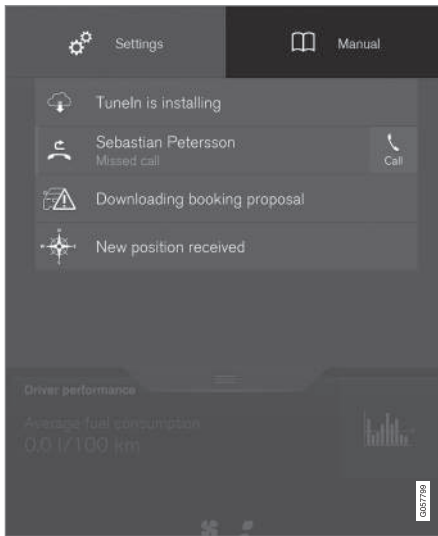 Settings
Manual
TuneIn is installing
Sebastian Petersson
Missed call
Call
Downloading booking proposal
New position received
Driver performance
Average fuel consumption
0.0 l/100 km
G057799